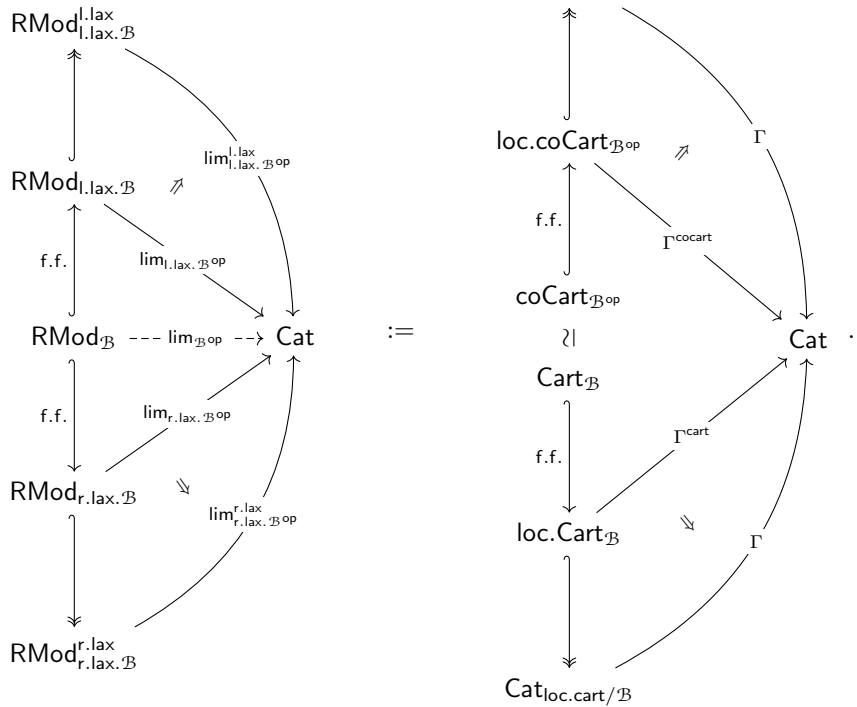 RMod^{l.lax}_{l.lax.𝓑}
lim^{l.lax}_{l.lax.𝓑^{op}}
Γ
loc.coCart_{𝓑^{op}}
RMod_{l.lax.𝓑}
f.f.
Γ^{cocart}
lim_{l.lax.𝓑^{op}}
f.f.
coCart_{𝓑^{op}}
RMod_𝓑 lim_{𝓑^{op}} Cat := ≀| Cat .
Cart_𝓑
f.f.
lim_{r.lax.𝓑^{op}}
f.f.
Γ^{cart}
RMod_{r.lax.𝓑}
lim^{r.lax}_{r.lax.𝓑^{op}}
loc.Cart_𝓑
Γ
RMod^{r.lax}_{r.lax.𝓑}
Cat_{loc.cart/𝓑}